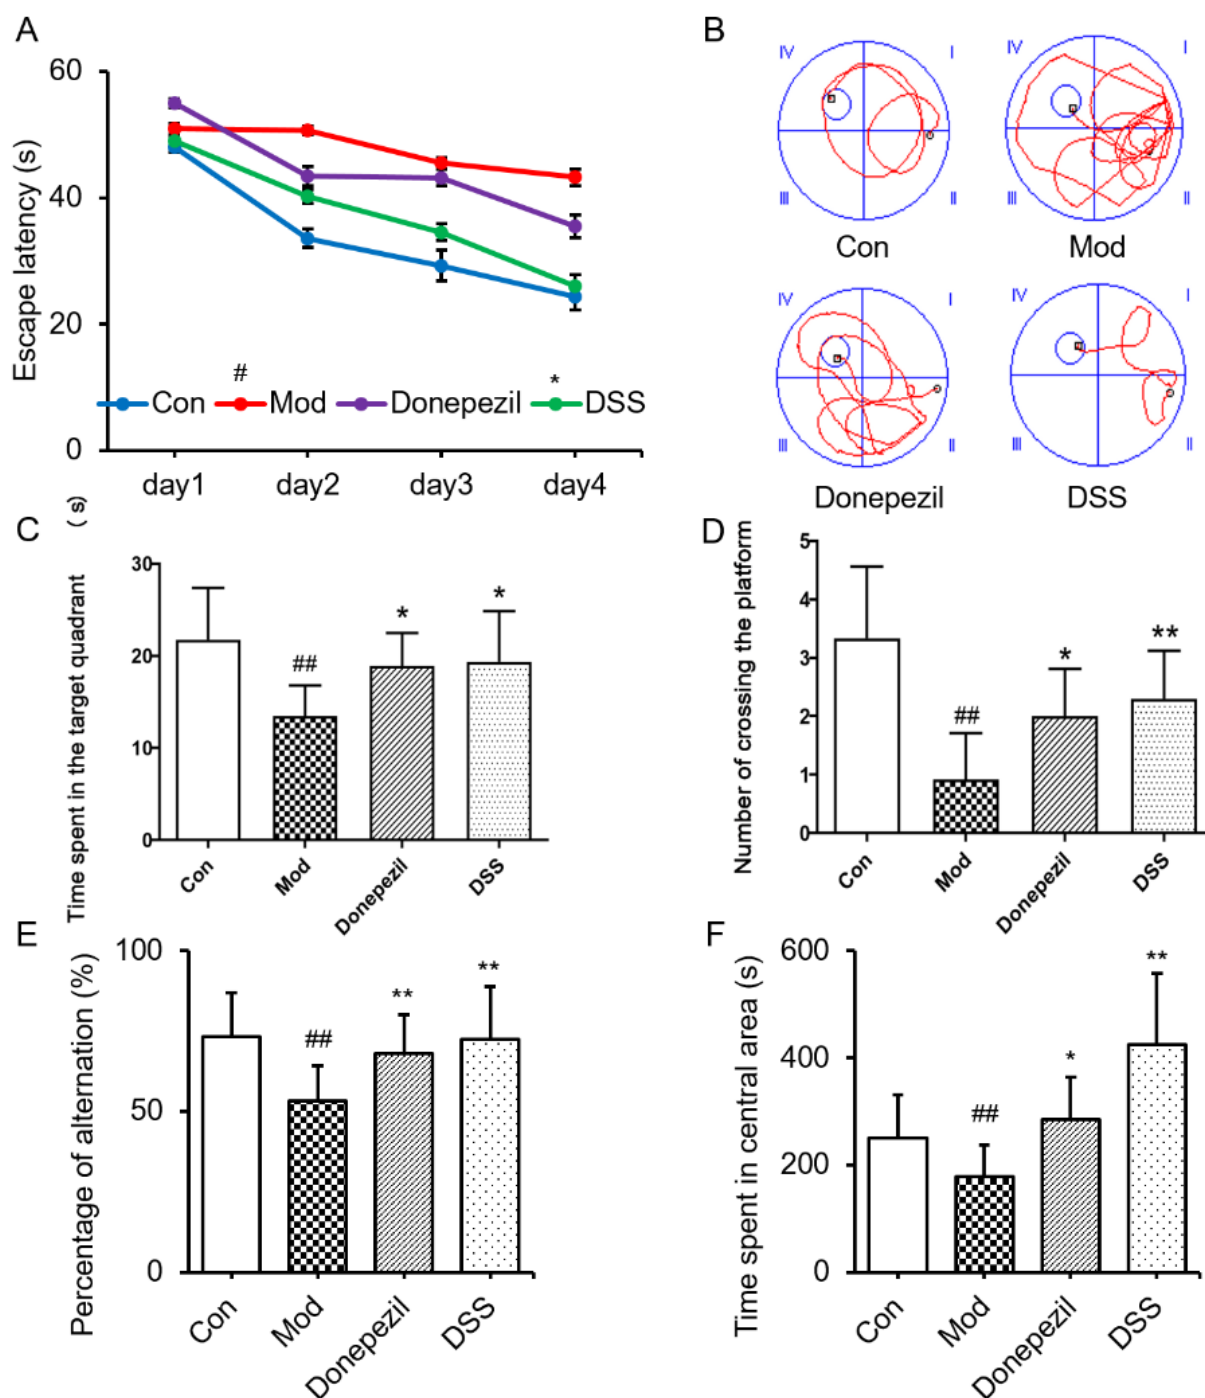 A
Escape latency (s)
60
40
20
0
#
*
Con Mod Donepezil DSS
day1 day2 day3 day4
B
IV I
III II
Con
IV I
III II
Mod
IV I
III II
Donepezil
IV I
III II
DSS
C
Time spent in the target quadrant
( s)
30
20
10
0
##
*
*
Con Mod Donepezil DSS
D
Number of crossing the platform
5
4
3
2
1
0
##
*
**
Con Mod Donepezil DSS
E
Percentage of alternation (%)
100
50
0
##
**
**
Con Mod Donepezil DSS
F
Time spent in central area (s)
600
400
200
0
##
*
**
Con Mod Donepezil DSS